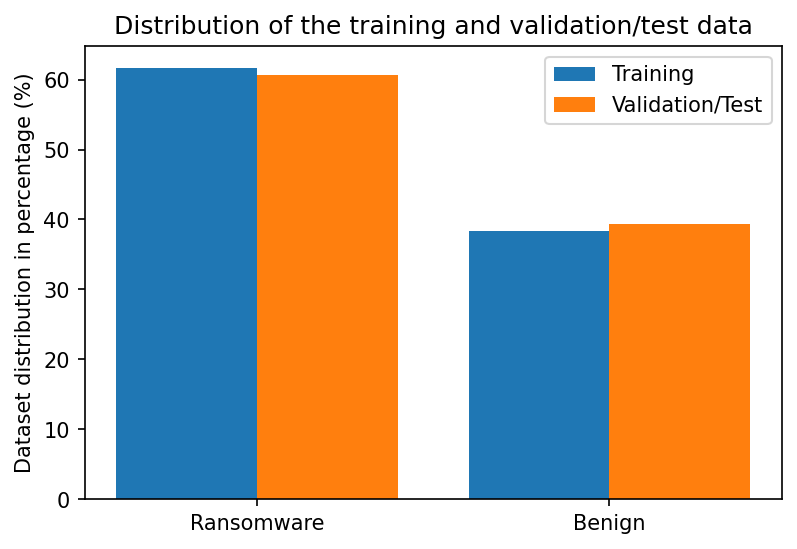 Distribution of the training and validation/test data
Dataset distribution in percentage (%)
60
50
40
30
20
10
0
Training
Validation/Test
Ransomware
Benign